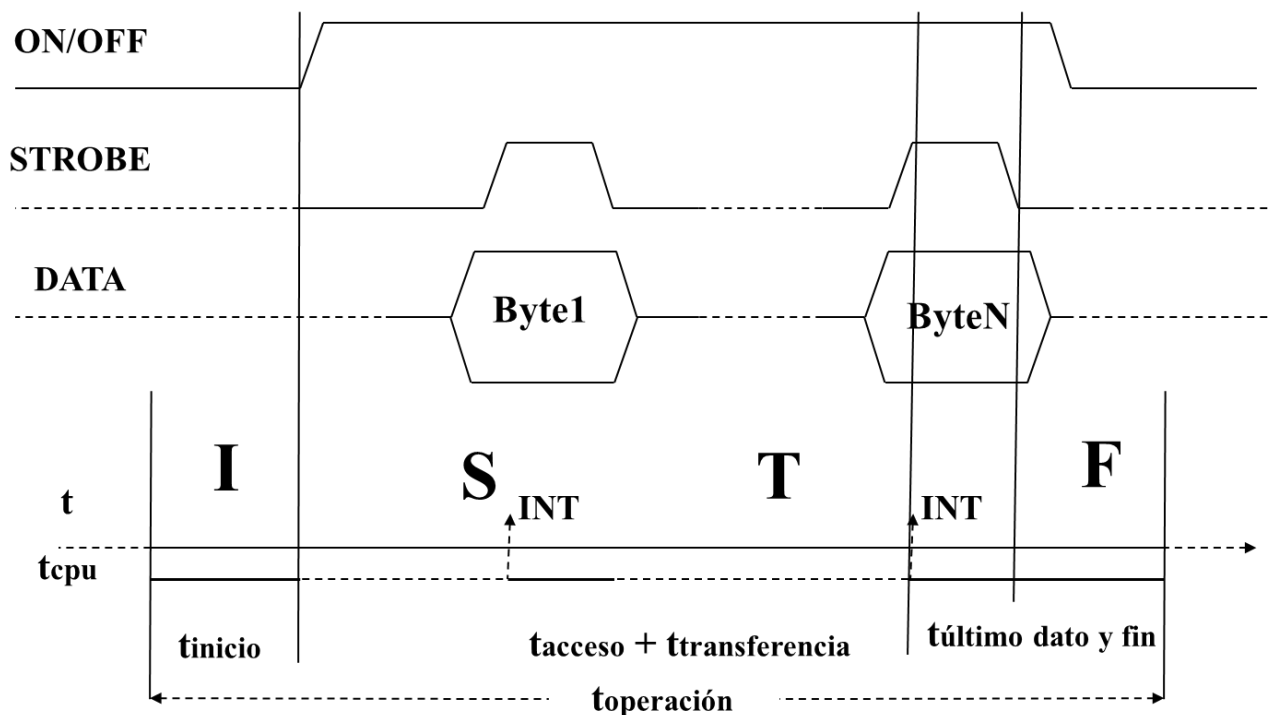 ON/OFF
STROBE
DATA
Byte1
ByteN
I
S
T
F
t
INT
INT
tcpu
tinicio
tacceso + ttransferencia
túltimo dato y fin
toperación